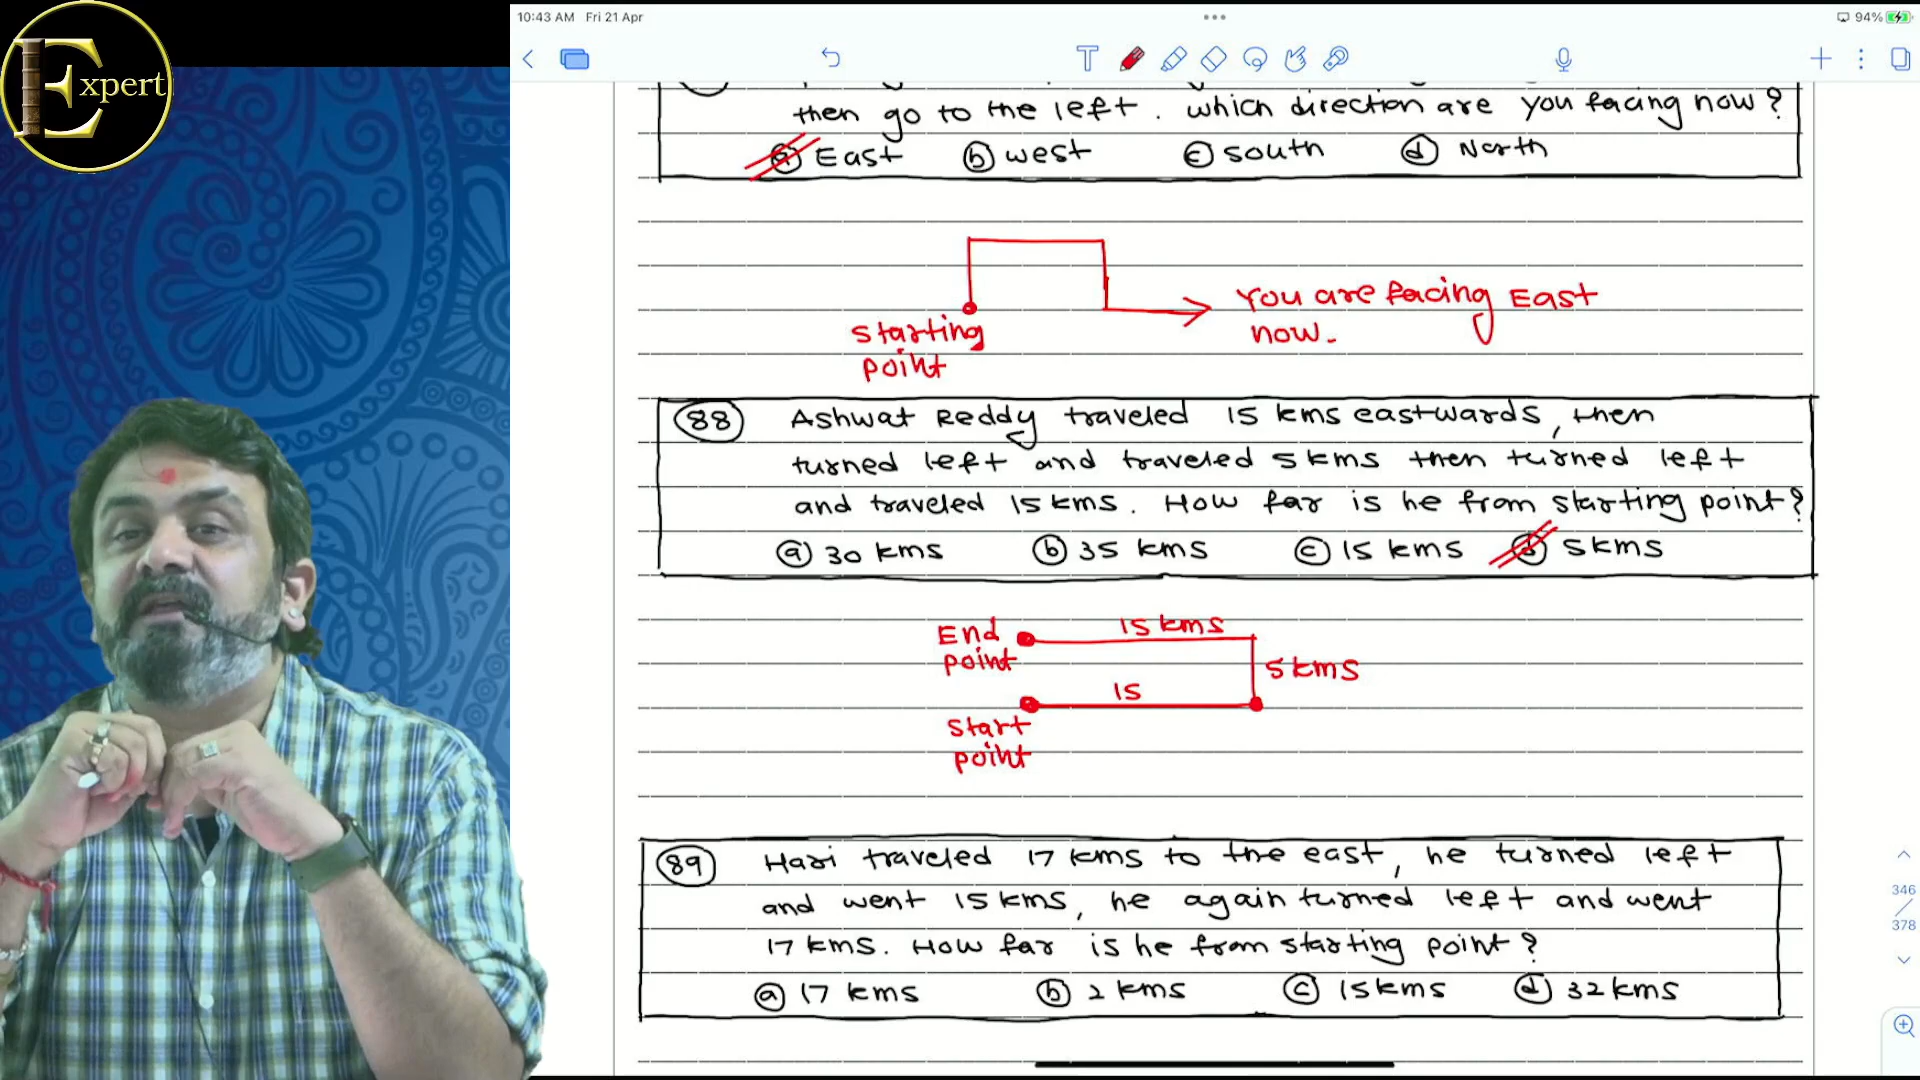 10:43 AM Fri 21 Apr
94%
Expert
then go to the left. which direction are you facing now?
(a) East (b) west (c) south (d) North
You are facing East
now.
starting
point
(88) Ashwat Reddy traveled 15 kms eastwards, then
turned left and traveled 5 kms then turned left
and traveled 15 kms. How far is he from starting point?
(a) 30 kms (b) 35 kms (c) 15 kms (d) 5 kms
15 kms
End
point
5 kms
15
Start
point
(89) Hari traveled 17 kms to the east, he turned left
and went 15 kms, he again turned left and went
17 kms. How far is he from starting point?
(a) 17 kms (b) 2 kms (c) 15 kms (d) 32 kms
346
378